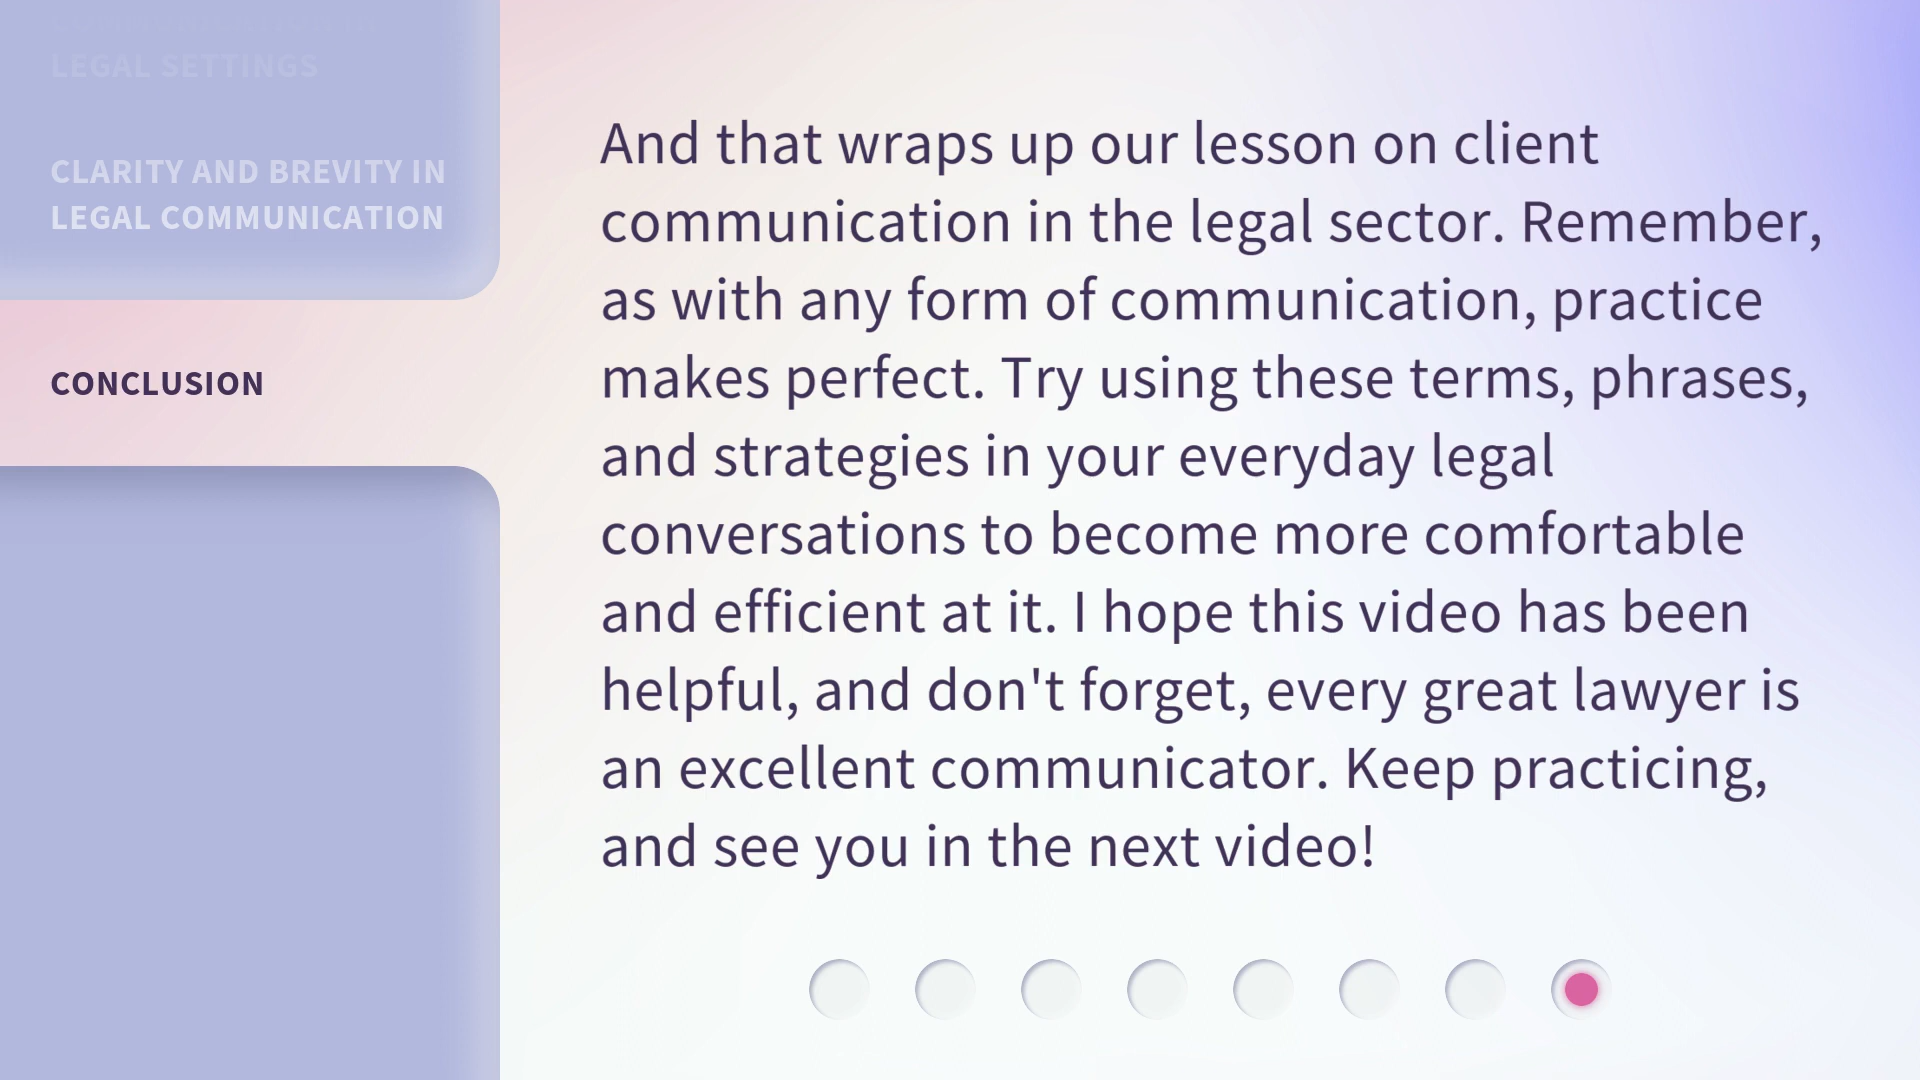 LEGAL SETTINGS
CLARITY AND BREVITY IN
LEGAL COMMUNICATION
CONCLUSION
And that wraps up our lesson on client
communication in the legal sector. Remember,
as with any form of communication, practice
makes perfect. Try using these terms, phrases,
and strategies in your everyday legal
conversations to become more comfortable
and efficient at it. I hope this video has been
helpful, and don't forget, every great lawyer is
an excellent communicator. Keep practicing,
and see you in the next video!